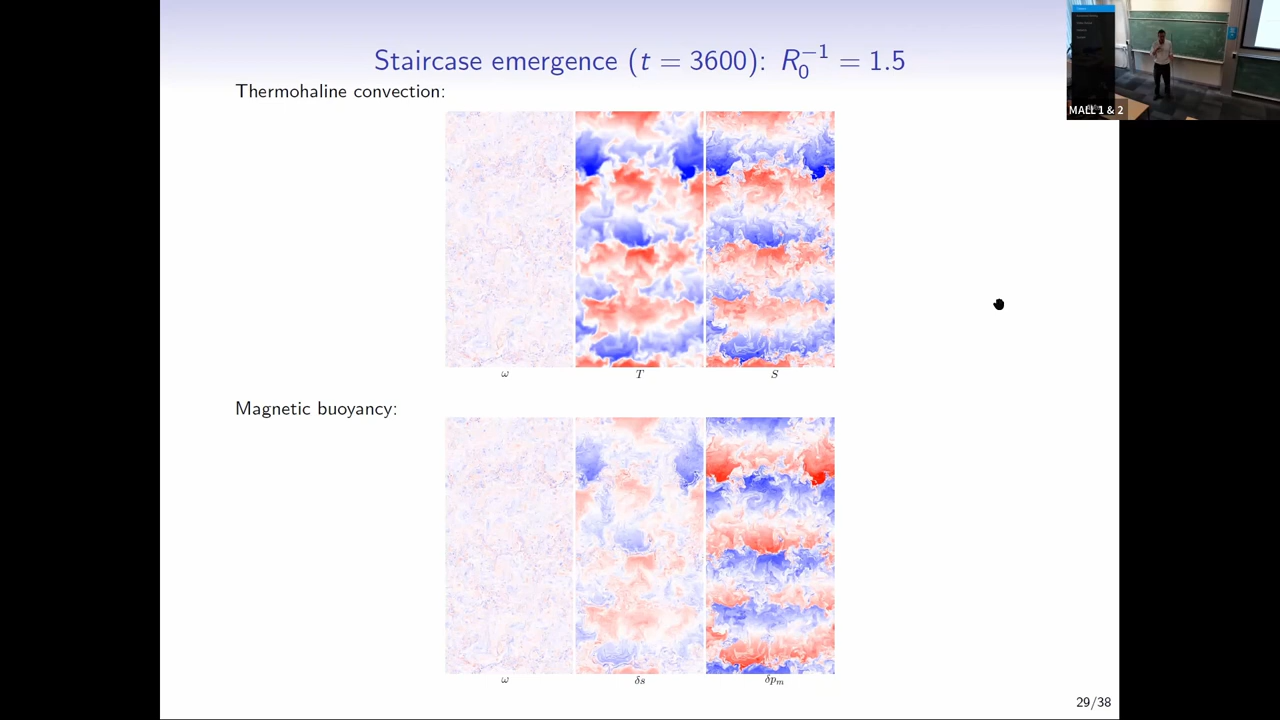 Staircase emergence (t = 3600): R₀⁻¹ = 1.5
Thermohaline convection:
ω T S
Magnetic buoyancy:
ω δs δpₘ
29/38
MALL 1 & 2